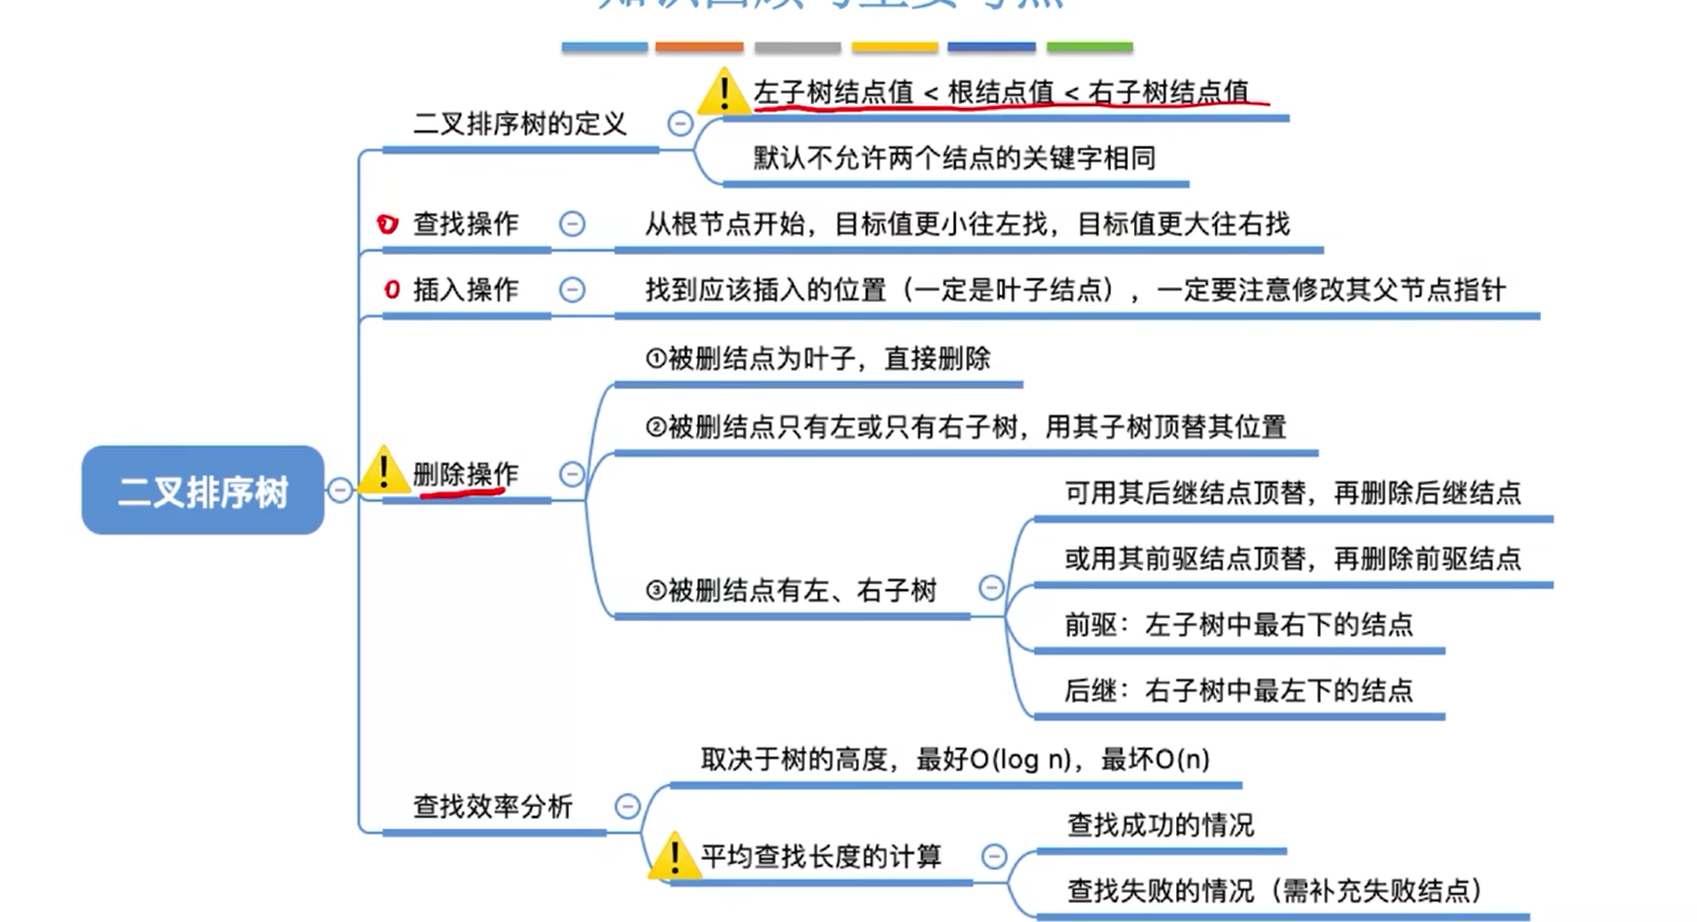 知识回顾与重要考点
左子树结点值 < 根结点值 < 右子树结点值
二叉排序树的定义
默认不允许两个结点的关键字相同
查找操作
从根节点开始，目标值更小往左找，目标值更大往右找
插入操作
找到应该插入的位置（一定是叶子结点），一定要注意修改其父节点指针
①被删结点为叶子，直接删除
②被删结点只有左或只有右子树，用其子树顶替其位置
删除操作
二叉排序树
可用其后继结点顶替，再删除后继结点
或用其前驱结点顶替，再删除前驱结点
③被删结点有左、右子树
前驱：左子树中最右下的结点
后继：右子树中最左下的结点
取决于树的高度，最好O(log n)，最坏O(n)
查找效率分析
查找成功的情况
平均查找长度的计算
查找失败的情况（需补充失败结点）